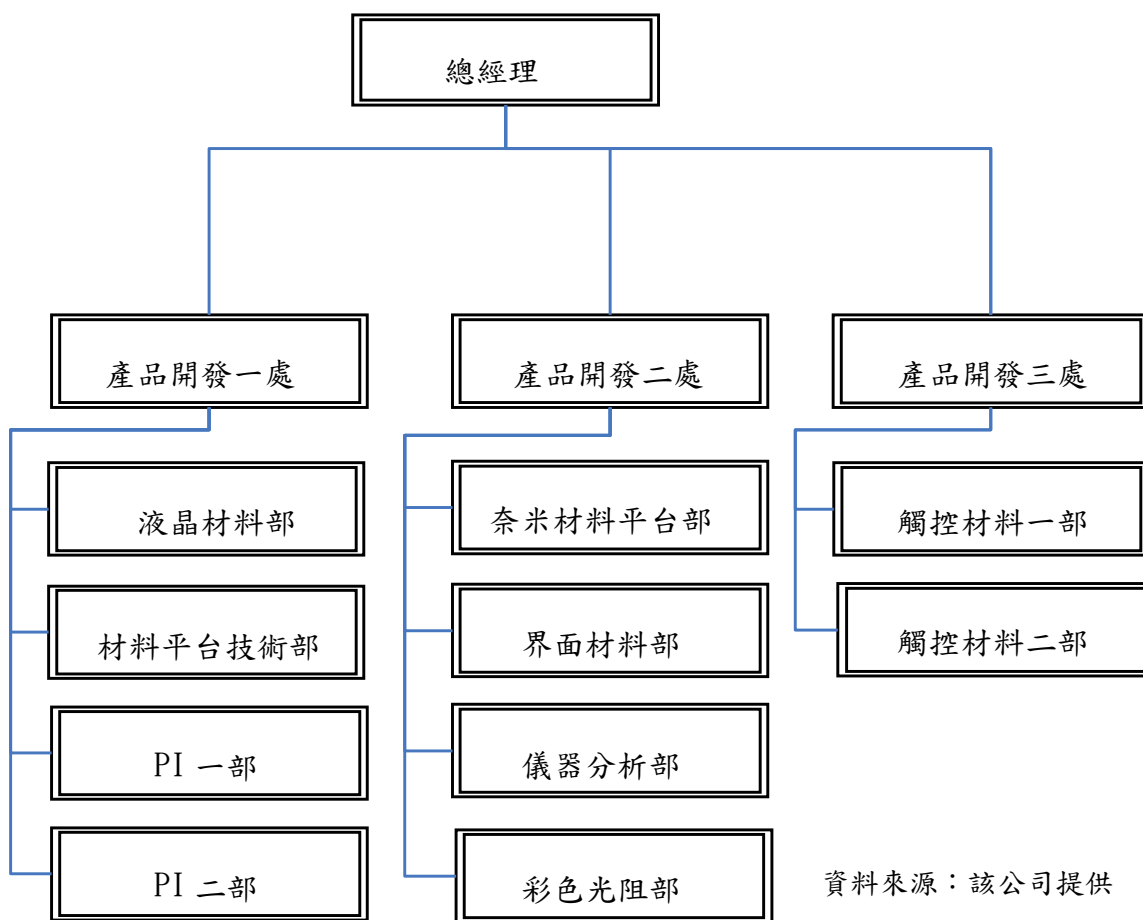 總經理
產品開發一處
產品開發二處
產品開發三處
液晶材料部
材料平台技術部
PI 一部
PI 二部
奈米材料平台部
界面材料部
儀器分析部
彩色光阻部
觸控材料一部
觸控材料二部
資料來源：該公司提供